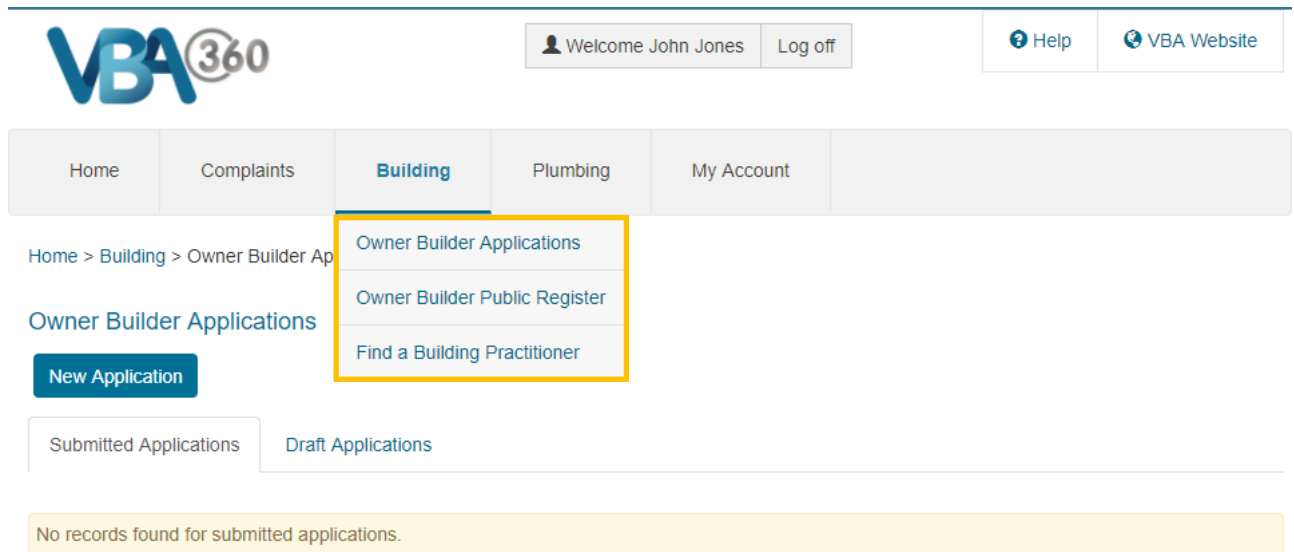 VBA 360
Welcome John Jones Log off
Help VBA Website
Home Complaints Building Plumbing My Account
Owner Builder Applications
Home > Building > Owner Builder Ap
Owner Builder Public Register
Owner Builder Applications
Find a Building Practitioner
New Application
Submitted Applications Draft Applications
No records found for submitted applications.